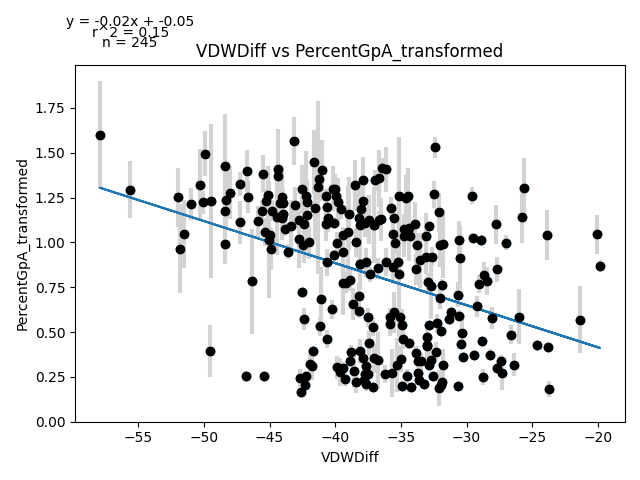 y = -0.02x + -0.05
r^2 = 0.15
n = 245
VDWDiff vs PercentGpA_transformed
PercentGpA_transformed
1.75
1.50
1.25
1.00
0.75
0.50
0.25
0.00
−55 −50 −45 −40 −35 −30 −25 −20
VDWDiff